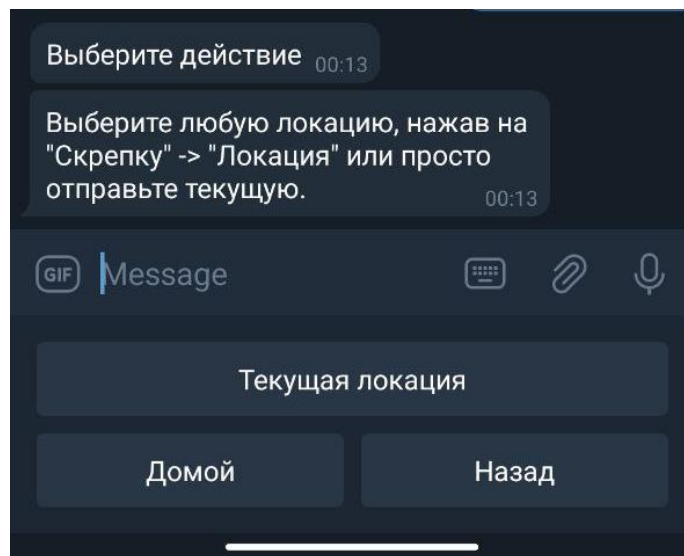 Выберите действие 00:13
Выберите любую локацию, нажав на
"Скрепку" -> "Локация" или просто
отправьте текущую. 00:13
GIF Message
Текущая локация
Домой Назад